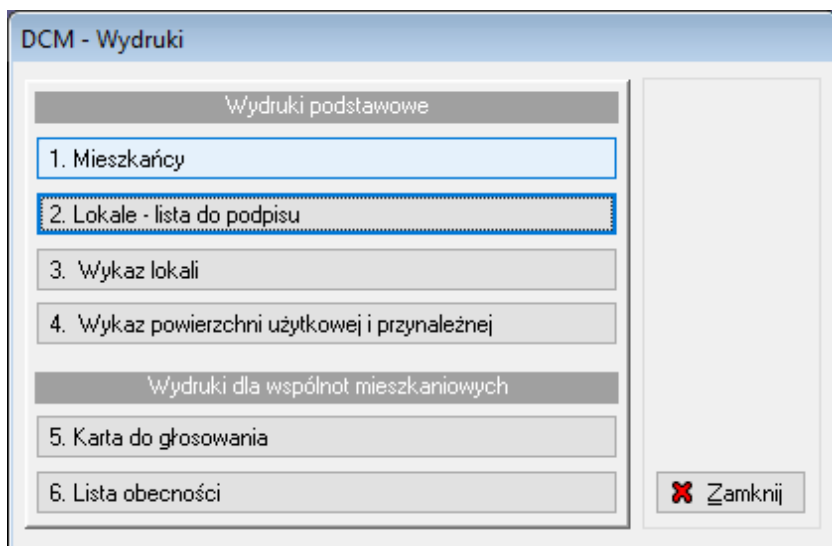 DCM - Wydruki
Wydruki podstawowe
1. Mieszkańcy
2. Lokale - lista do podpisu
3. Wykaz lokali
4. Wykaz powierzchni użytkowej i przynależnej
Wydruki dla wspólnot mieszkaniowych
5. Karta do głosowania
6. Lista obecności
Zamknij